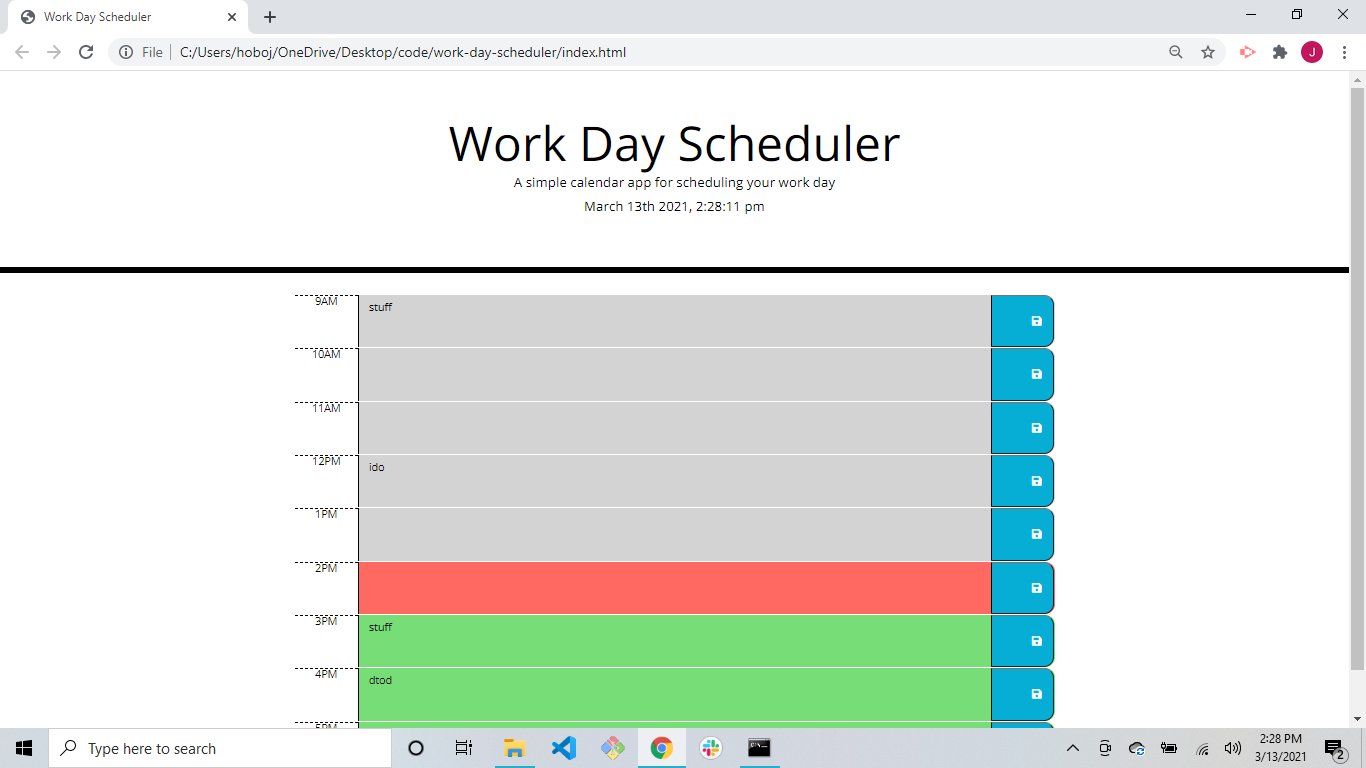 Work Day Scheduler
File
C:/Users/hoboj/OneDrive/Desktop/code/work-day-scheduler/index.html
J
Work Day Scheduler
A simple calendar app for scheduling your work day
March 13th 2021, 2:28:11 pm
9AM stuff
10AM
11AM
12PM ido
1PM
2PM
3PM stuff
4PM dtod
5PM
Type here to search
2:28 PM
3/13/2021
2